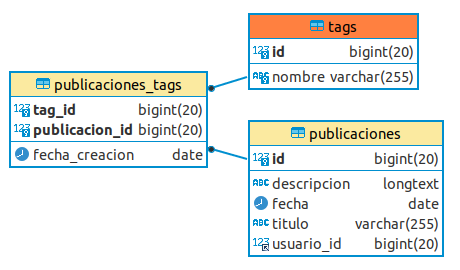 tags
123 id bigint(20)
ABC nombre varchar(255)
publicaciones_tags
123 tag_id bigint(20)
123 publicacion_id bigint(20)
fecha_creacion date
publicaciones
123 id bigint(20)
ABC descripcion longtext
fecha date
ABC titulo varchar(255)
123 usuario_id bigint(20)